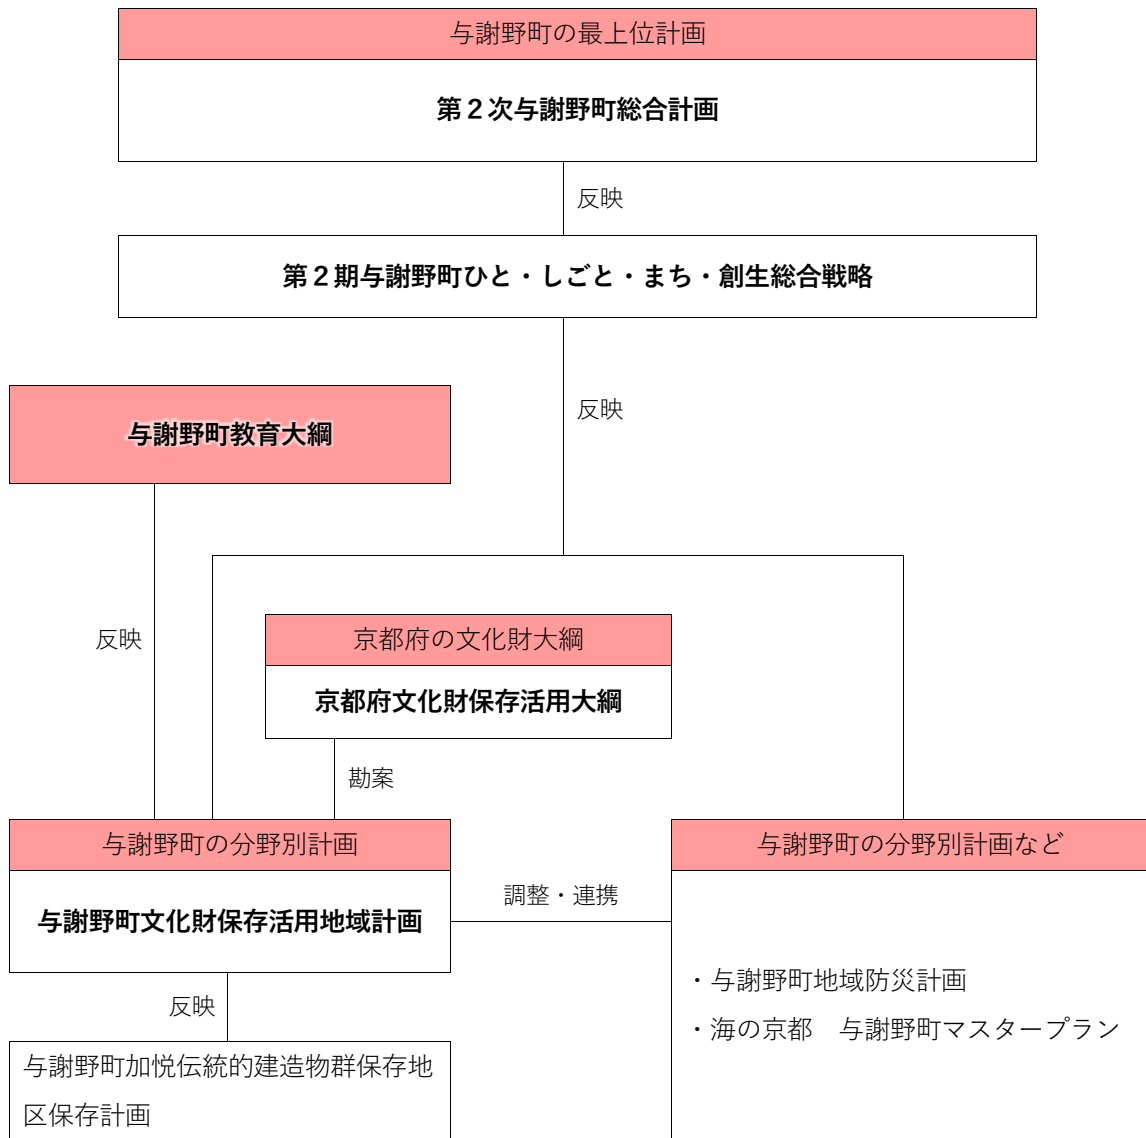 与謝野町の最上位計画
第２次与謝野町総合計画
反映
第２期与謝野町ひと・しごと・まち・創生総合戦略
反映
与謝野町教育大綱
反映
京都府の文化財大綱
京都府文化財保存活用大綱
勘案
与謝野町の分野別計画
与謝野町文化財保存活用地域計画
調整・連携
与謝野町の分野別計画など
・与謝野町地域防災計画
・海の京都　与謝野町マスタープラン
反映
与謝野町加悦伝統的建造物群保存地
区保存計画